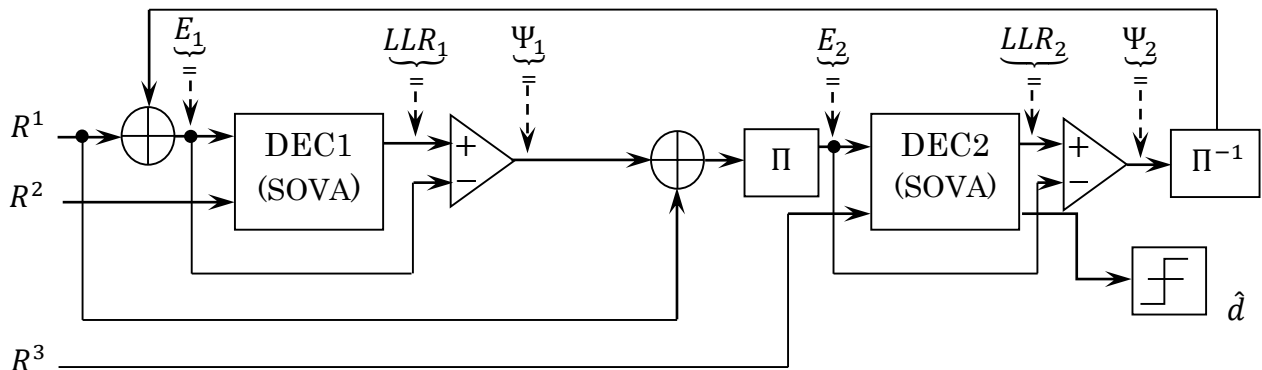 E₁ LLR₁ Ψ₁ E₂ LLR₂ Ψ₂
= = = = = =
R¹ DEC1 + Π DEC2 + Π⁻¹
R² (SOVA) − (SOVA) −
d̂
R³